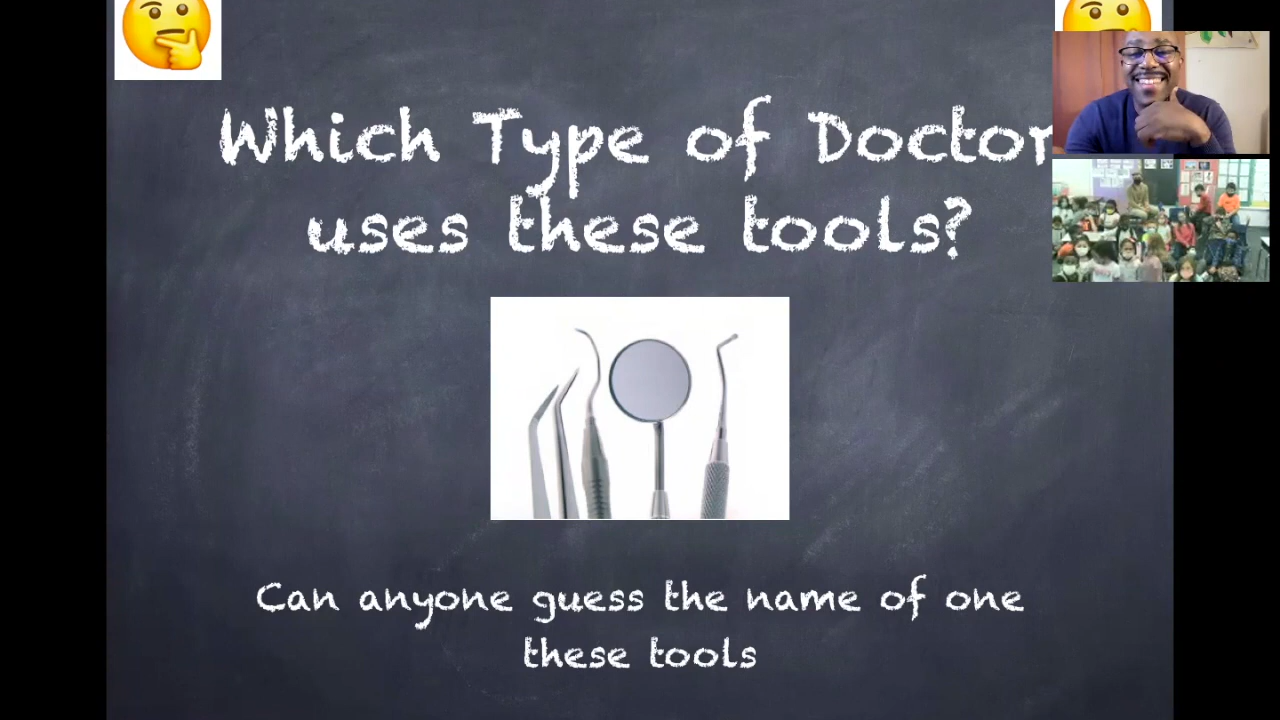 Which Type of Doctor
uses these tools?
Can anyone guess the name of one
these tools